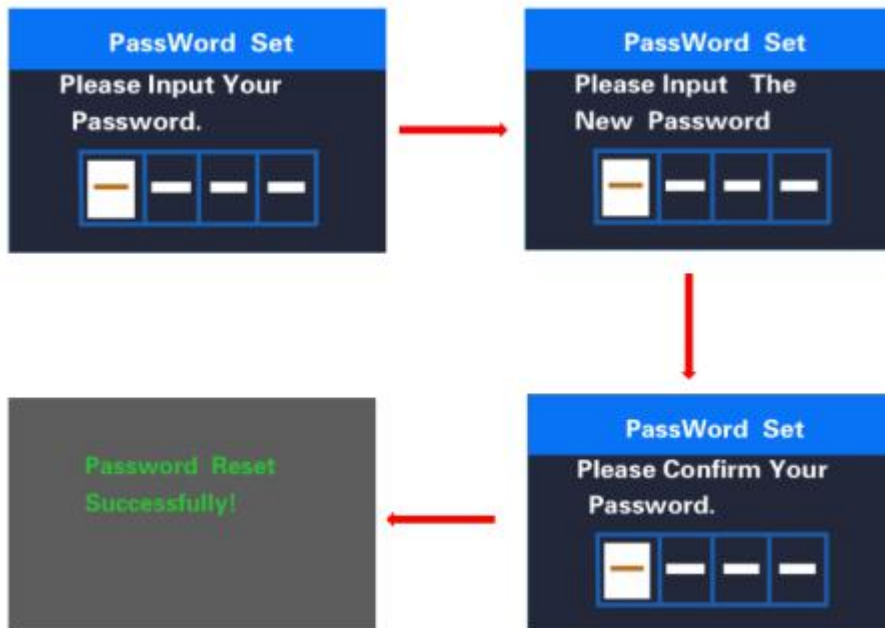 PassWord Set
Please Input Your
Password.
PassWord Set
Please Input The
New Password
PassWord Set
Please Confirm Your
Password.
Password Reset
Successfully!